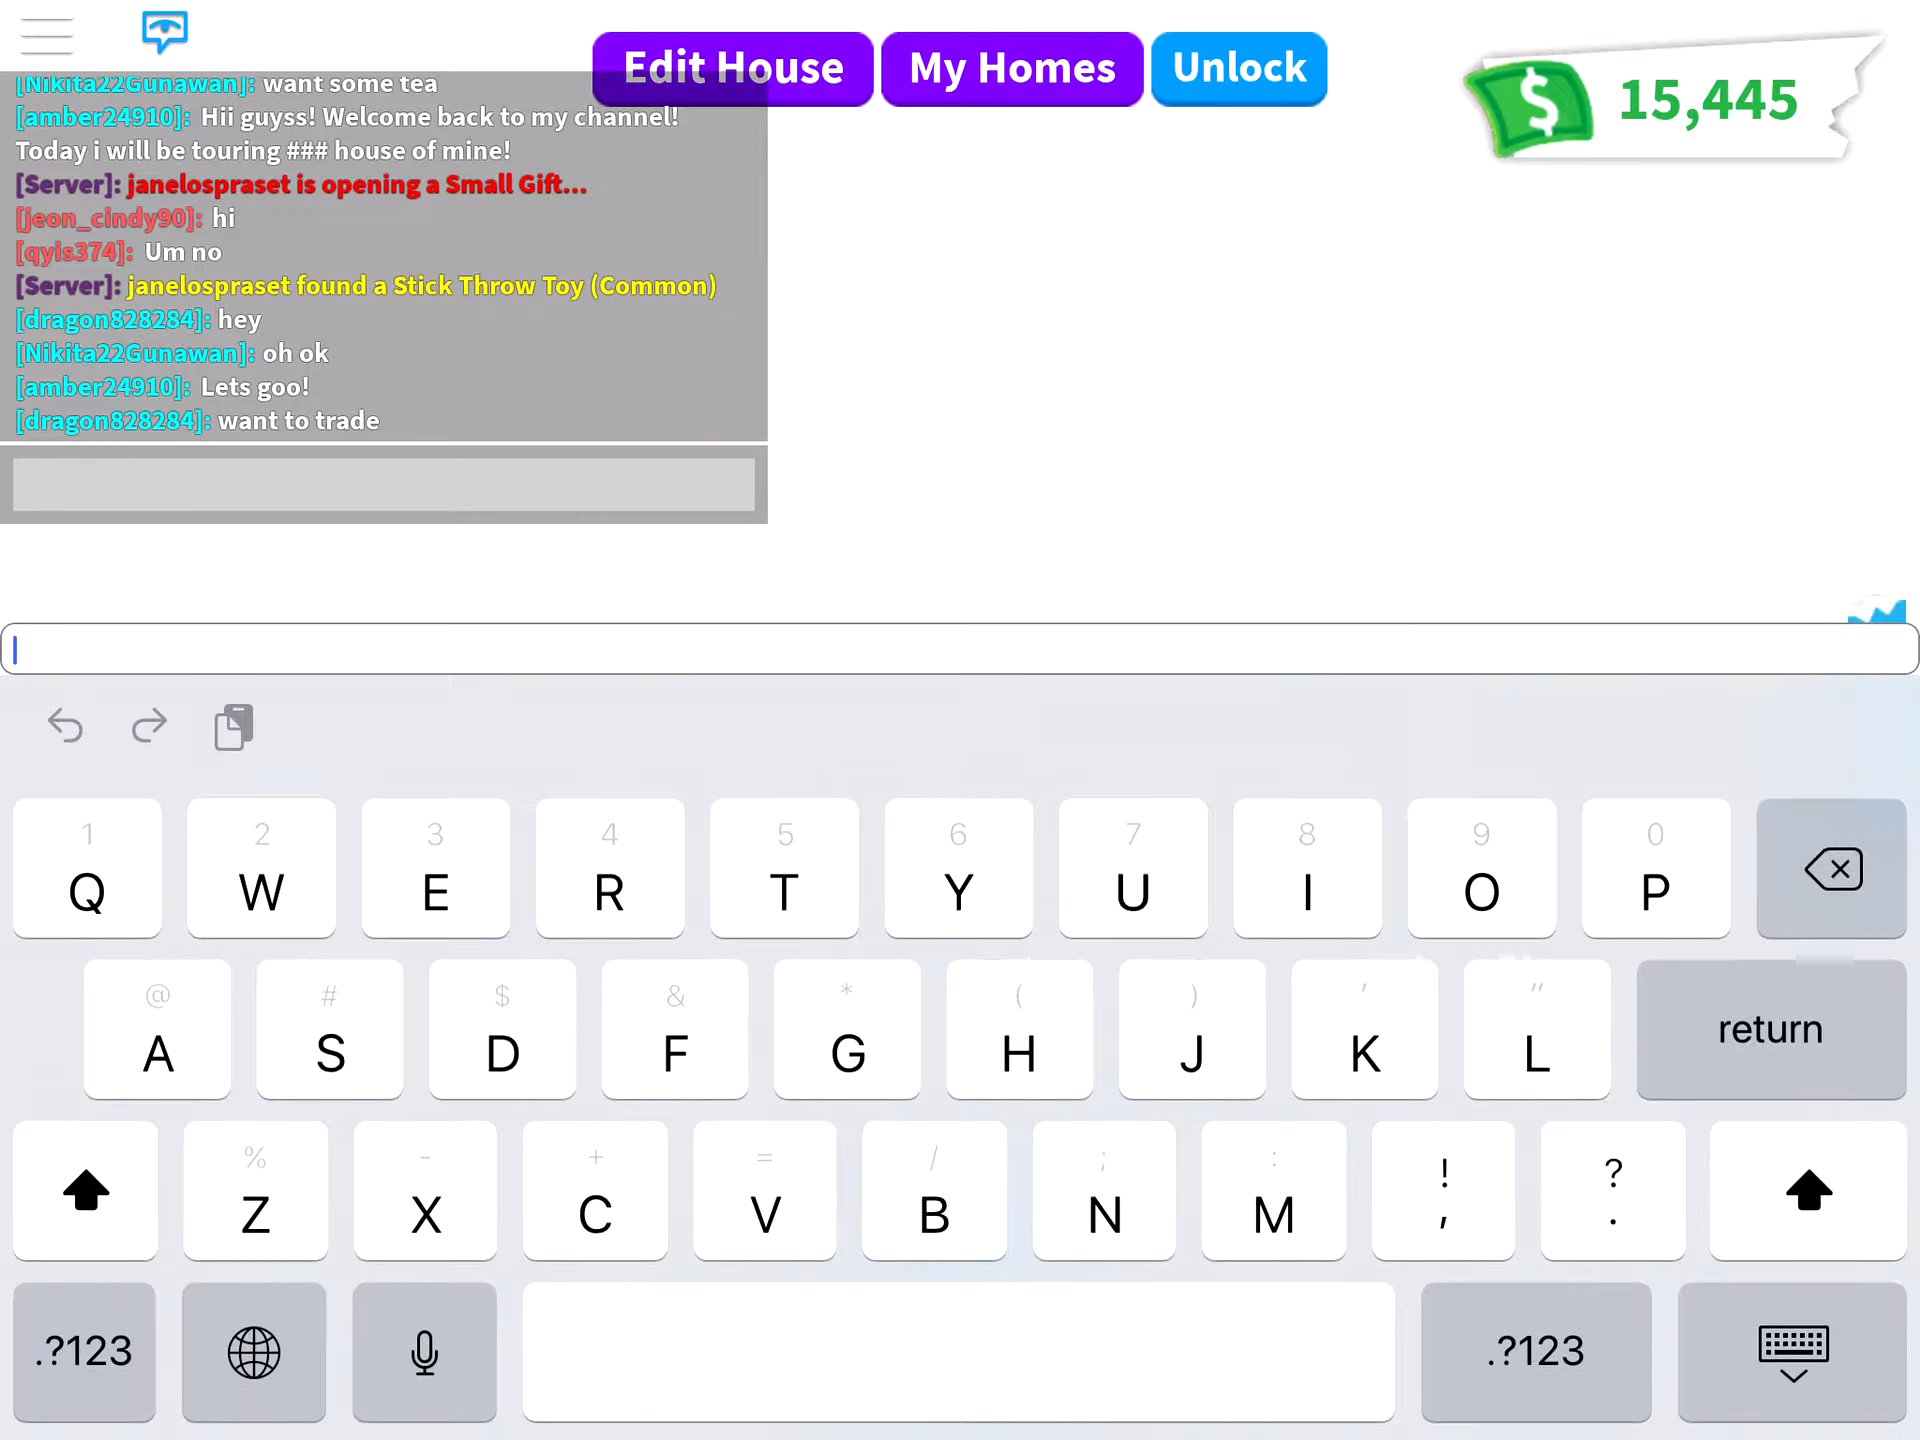 Edit House
My Homes
Unlock
15,445
[Nikita22Gunawan]: want some tea
[amber24910]: Hii guyss! Welcome back to my channel!
Today i will be touring ### house of mine!
[Server]: janelospraset is opening a Small Gift...
[jeon_cindy90]: hi
[qyis374]: Um no
[Server]: janelospraset found a Stick Throw Toy (Common)
[dragon828284]: hey
[Nikita22Gunawan]: oh ok
[amber24910]: Lets goo!
[dragon828284]: want to trade
1 2 3 4 5 6 7 8 9 0
Q W E R T Y U I O P
@ # $ & * ( ) ' "
A S D F G H J K L return
% - + = / ; : ! ?
Z X C V B N M , .
.?123 .?123